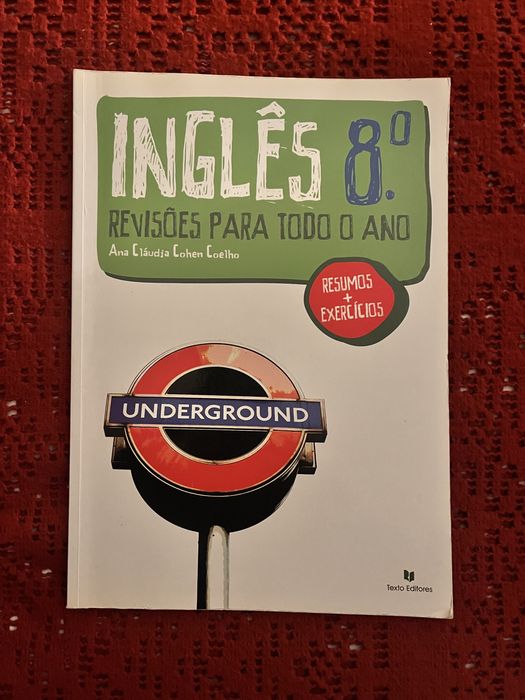 INGLÊS 8.º
REVISÕES PARA TODO O ANO
Ana Cláudia Cohen Coelho
RESUMOS
+
EXERCÍCIOS
UNDERGROUND
Texto Editores